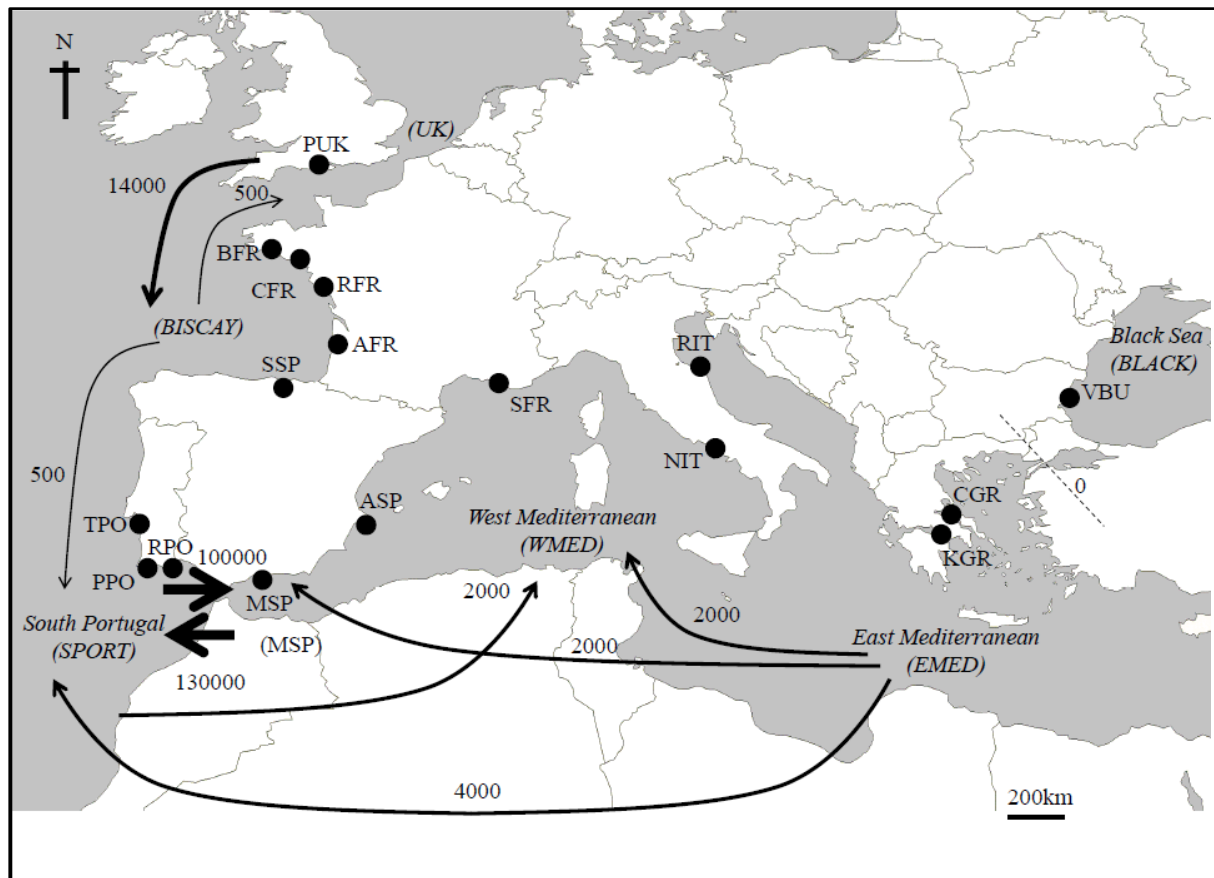 N
(UK)
PUK
14000
500
BFR
CFR
RFR
(BISCAY)
AFR
SSP
SFR
RIT
Black Sea
(BLACK)
VBU
NIT
500
0
CGR
KGR
ASP
West Mediterranean
(WMED)
TPO
RPO
PPO
100000
MSP
2000
2000
South Portugal
(SPORT)
(MSP)
2000
East Mediterranean
(EMED)
130000
4000
200km